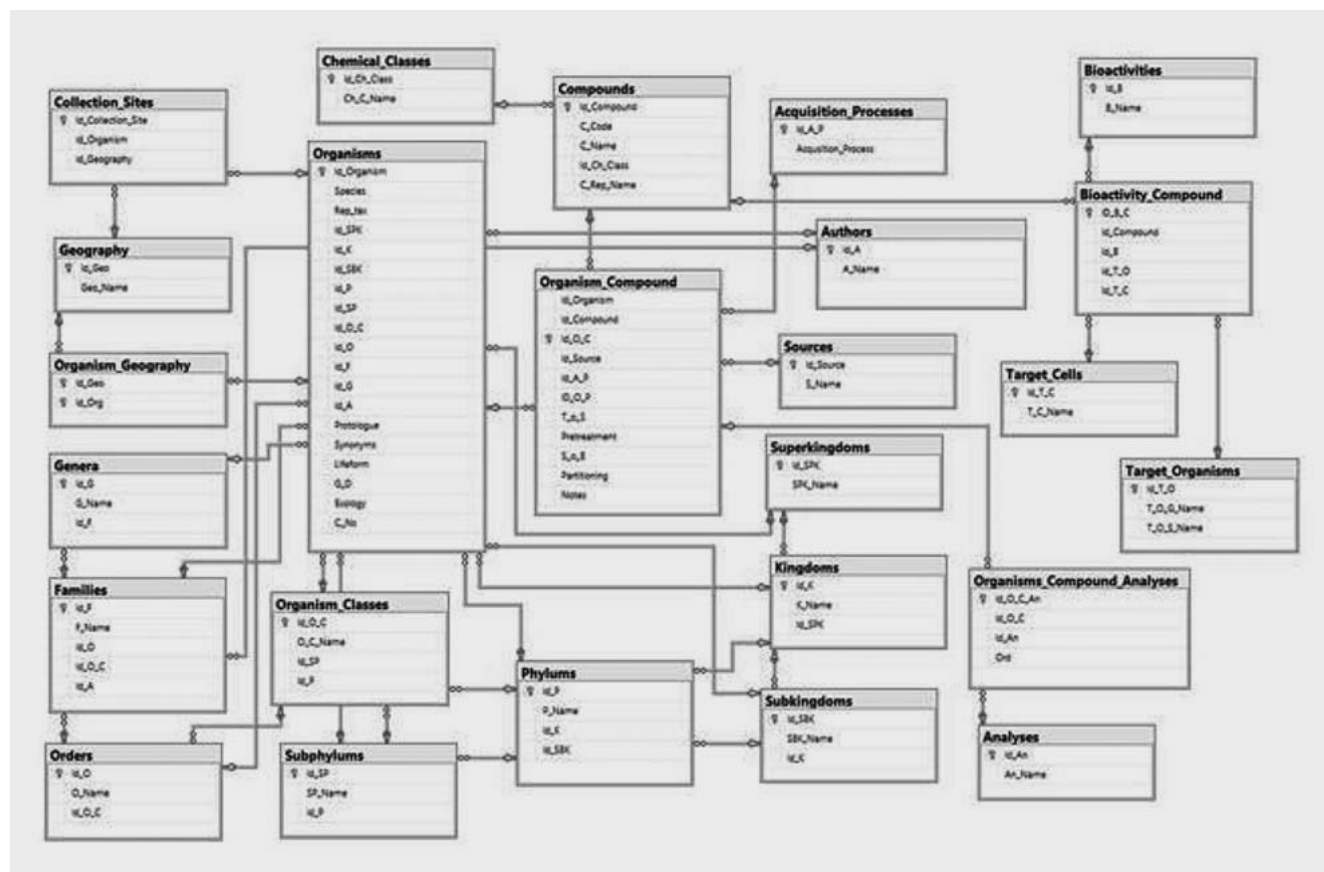 Chemical_Classes
Id_Ch_Class
Ch_C_Name
Collection_Sites
Id_Collection_Site
Id_Organism
Id_Geography
Organisms
Id_Organism
Species
Rep_tax
Id_SPK
Id_K
Id_SBK
Id_P
Id_SP
Id_O_C
Id_O
Id_F
Id_G
Id_A
Protologue
Synonyms
Lifeform
G_D
Ecology
C_Ns
Compounds
Id_Compound
C_Code
C_Name
Id_Ch_Class
C_Rep_Name
Acquisition_Processes
Id_A_P
Acqusition_Process
Bioactivities
Id_B
B_Name
Bioactivity_Compound
O_B_C
Id_Compound
Id_B
Id_T_O
Id_T_C
Authors
Id_A
A_Name
Geography
Id_Geo
Geo_Name
Organism_Compound
Id_Organism
Id_Compound
Id_O_C
Id_Source
Id_A_P
ID_O_P
T_o_S
Pretreatment
S_o_E
Partitioning
Notes
Sources
Id_Source
S_Name
Organism_Geography
Id_Geo
Id_Org
Target_Cells
Id_T_C
T_C_Name
Superkingdoms
Id_SPK
SPK_Name
Target_Organisms
Id_T_O
T_O_G_Name
T_O_S_Name
Genera
Id_G
G_Name
Id_F
Families
Id_F
F_Name
Id_O
Id_O_C
Id_A
Organism_Classes
Id_O_C
O_C_Name
Id_SP
Id_P
Kingdoms
Id_K
K_Name
Id_SPK
Organisms_Compound_Analyses
Id_O_C_An
Id_O_C
Id_An
Ord
Phylums
Id_P
P_Name
Id_K
Id_SBK
Subkingdoms
Id_SBK
SBK_Name
Id_K
Orders
Id_O
O_Name
Id_O_C
Subphylums
Id_SP
SP_Name
Id_P
Analyses
Id_An
An_Name